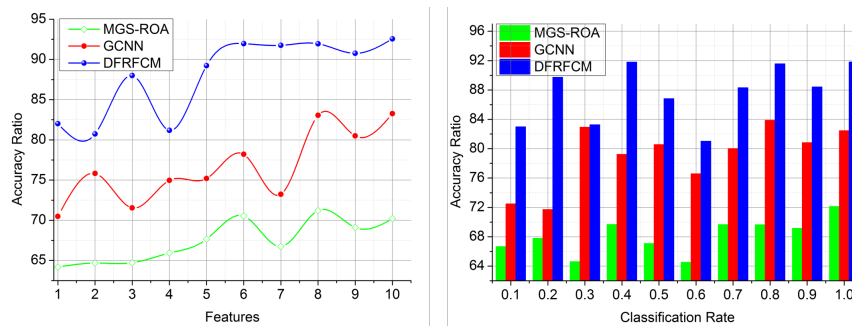 95
90
85
80
75
70
65
Accuracy Ratio
MGS-ROA
GCNN
DFRFCM
1 2 3 4 5 6 7 8 9 10
Features
96
92
88
84
80
76
72
68
64
Accuracy Ratio
MGS-ROA
GCNN
DFRFCM
0.1 0.2 0.3 0.4 0.5 0.6 0.7 0.8 0.9 1.0
Classification Rate